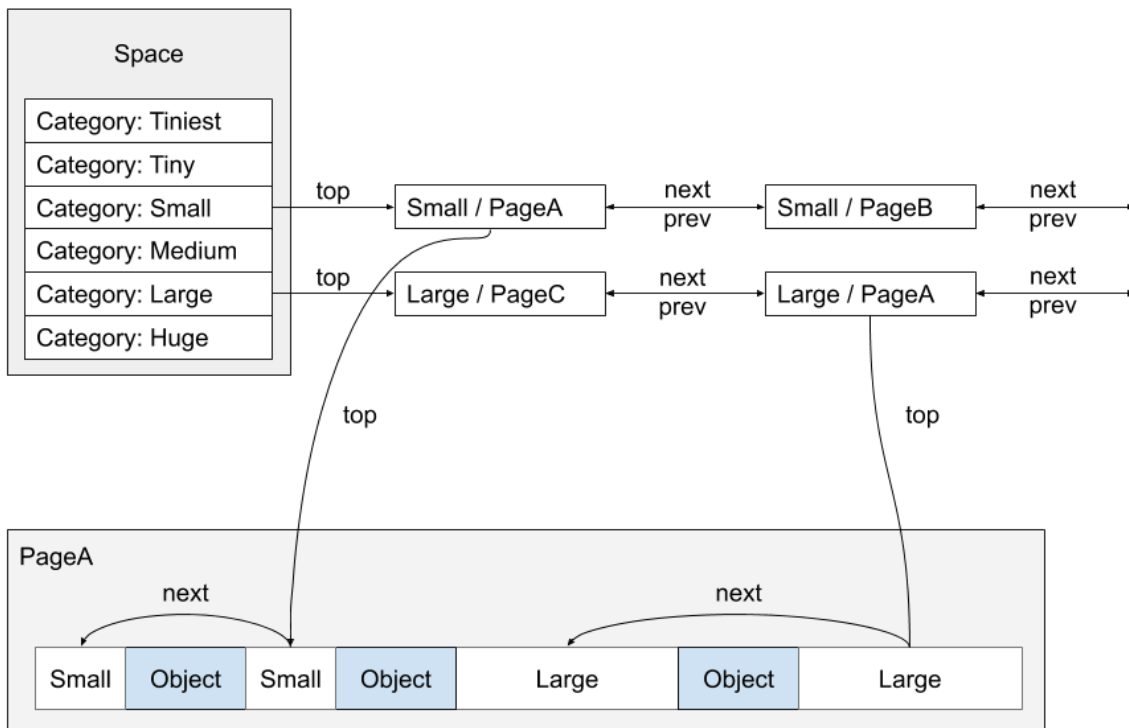 Space
Category: Tiniest
Category: Tiny
Category: Small
Category: Medium
Category: Large
Category: Huge
top
Small / PageA
next
prev
Small / PageB
next
prev
top
Large / PageC
next
prev
Large / PageA
next
prev
top
top
PageA
next
next
Small
Object
Small
Object
Large
Object
Large